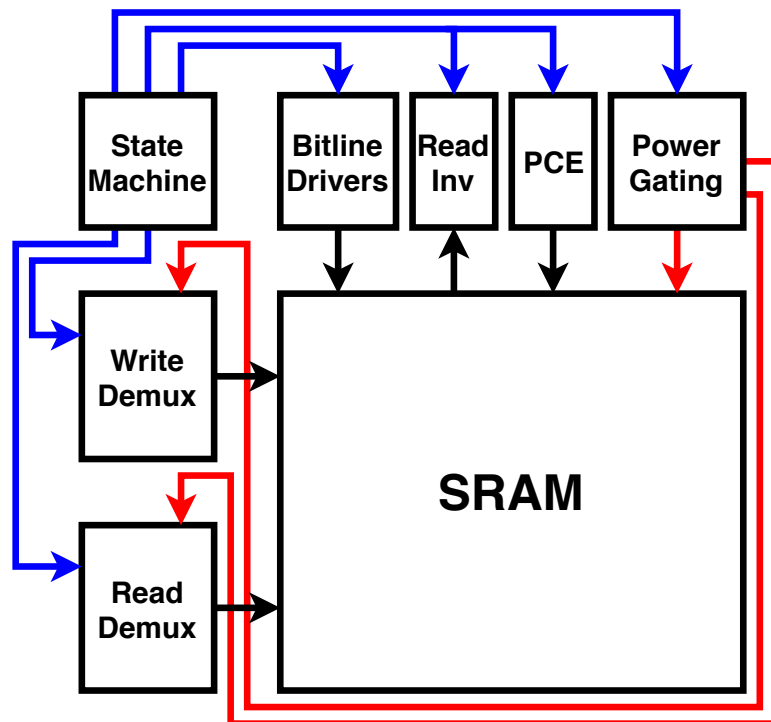 State
Machine
Bitline
Drivers
Read
Inv
PCE
Power
Gating
Write
Demux
SRAM
Read
Demux